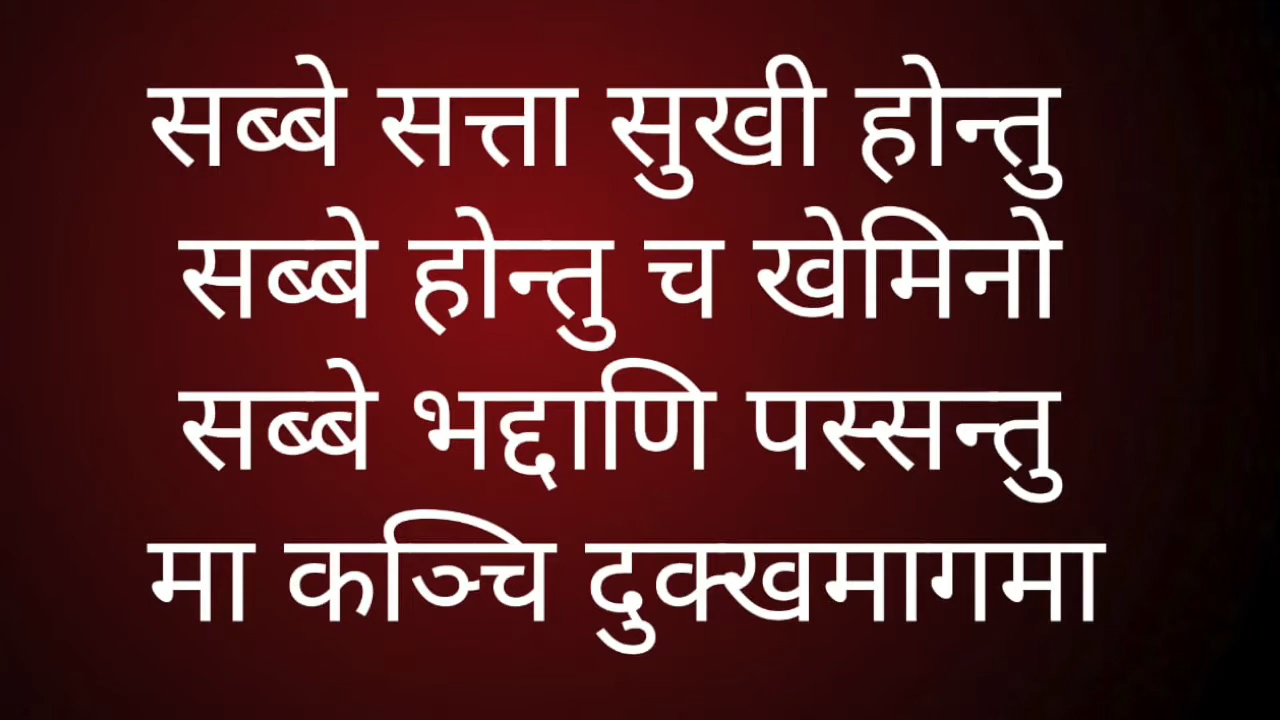 सब्बे सत्ता सुखी होन्तु
सब्बे होन्तु च खेमिनो
सब्बे भद्दाणि पस्सन्तु
मा कञ्चि दुक्खमागमा